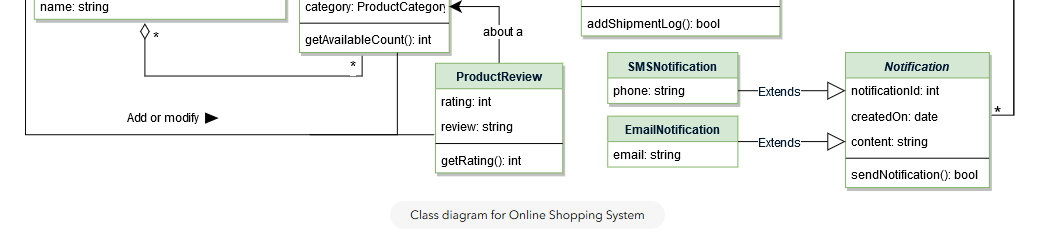 name: string
category: ProductCategory
getAvailableCount(): int
addShipmentLog(): bool
*
*
about a
Add or modify
ProductReview
rating: int
review: string
getRating(): int
SMSNotification
phone: string
Extends
EmailNotification
email: string
Extends
Notification
notificationId: int
createdOn: date
content: string
sendNotification(): bool
*
Class diagram for Online Shopping System